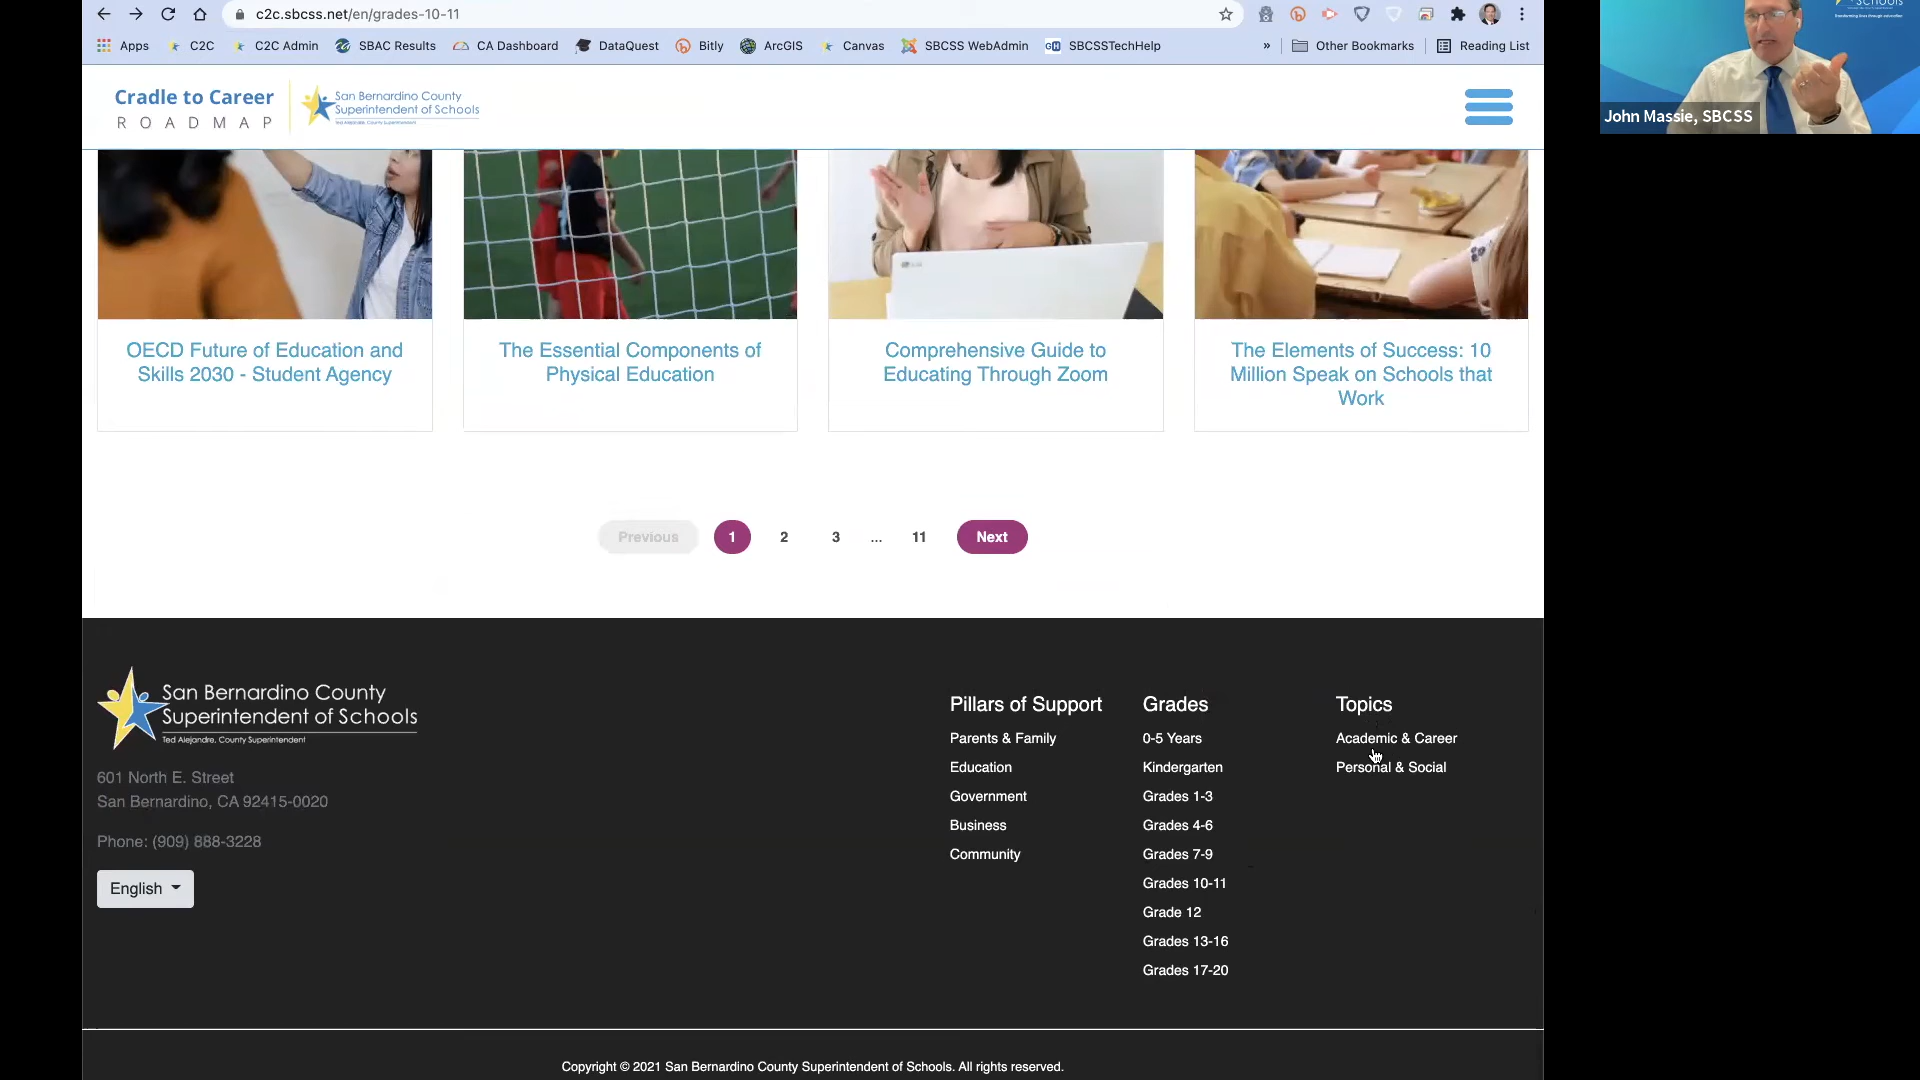 c2c.sbcss.net/en/grades-10-11
Apps C2C C2C Admin SBAC Results CA Dashboard DataQuest Bitly ArcGIS Canvas SBCSS WebAdmin SBCSSTechHelp » Other Bookmarks Reading List
Cradle to Career
ROADMAP
San Bernardino County
Superintendent of Schools
Ted Alejandre, County Superintendent
John Massie, SBCSS
OECD Future of Education and
Skills 2030 - Student Agency
The Essential Components of
Physical Education
Comprehensive Guide to
Educating Through Zoom
The Elements of Success: 10
Million Speak on Schools that
Work
Previous 1 2 3 ... 11 Next
San Bernardino County
Superintendent of Schools
Ted Alejandre, County Superintendent
601 North E. Street
San Bernardino, CA 92415-0020
Phone: (909) 888-3228
English
Pillars of Support
Parents & Family
Education
Government
Business
Community
Grades
0-5 Years
Kindergarten
Grades 1-3
Grades 4-6
Grades 7-9
Grades 10-11
Grade 12
Grades 13-16
Grades 17-20
Topics
Academic & Career
Personal & Social
Copyright © 2021 San Bernardino County Superintendent of Schools. All rights reserved.